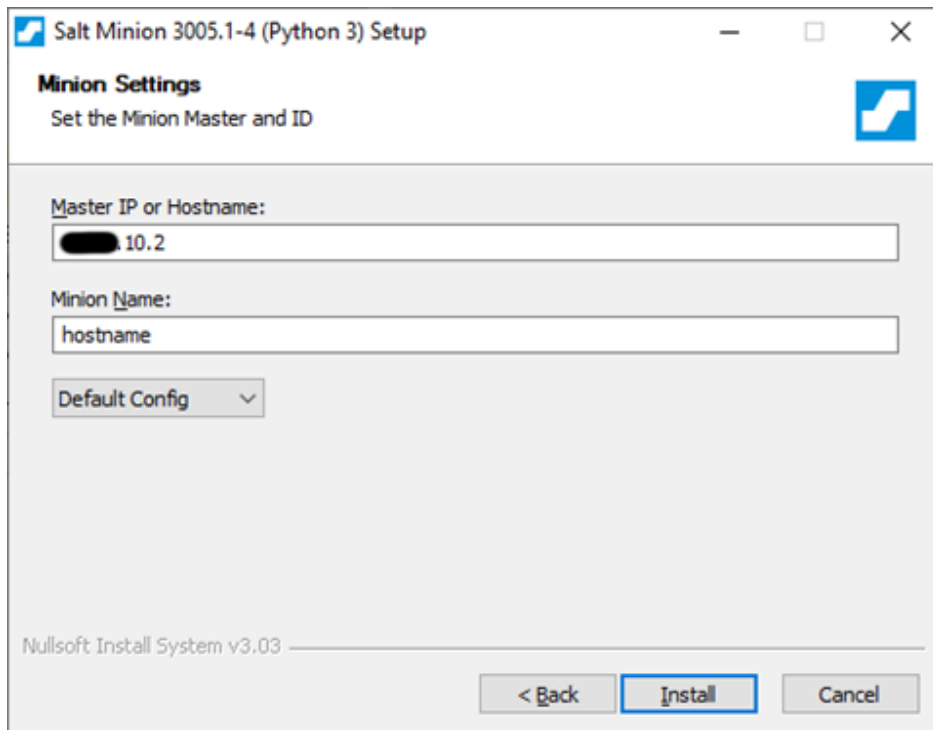 Salt Minion 3005.1-4 (Python 3) Setup
Minion Settings
Set the Minion Master and ID
Master IP or Hostname:
.10.2
Minion Name:
hostname
Default Config
Nullsoft Install System v3.03
< Back
Install
Cancel